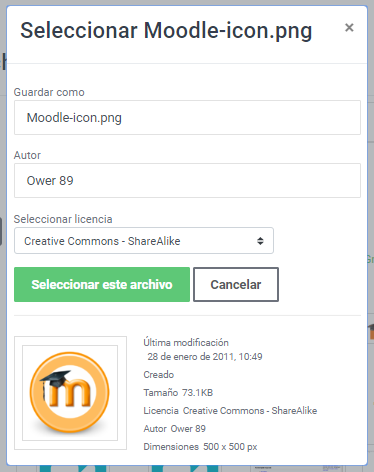 Seleccionar Moodle-icon.png ×
Guardar como
Moodle-icon.png
Autor
Ower 89
Seleccionar licencia
Creative Commons - ShareAlike
Seleccionar este archivo Cancelar
Última modificación
28 de enero de 2011, 10:49
Creado
Tamaño 73.1KB
Licencia Creative Commons - ShareAlike
Autor Ower 89
Dimensiones 500 x 500 px
m